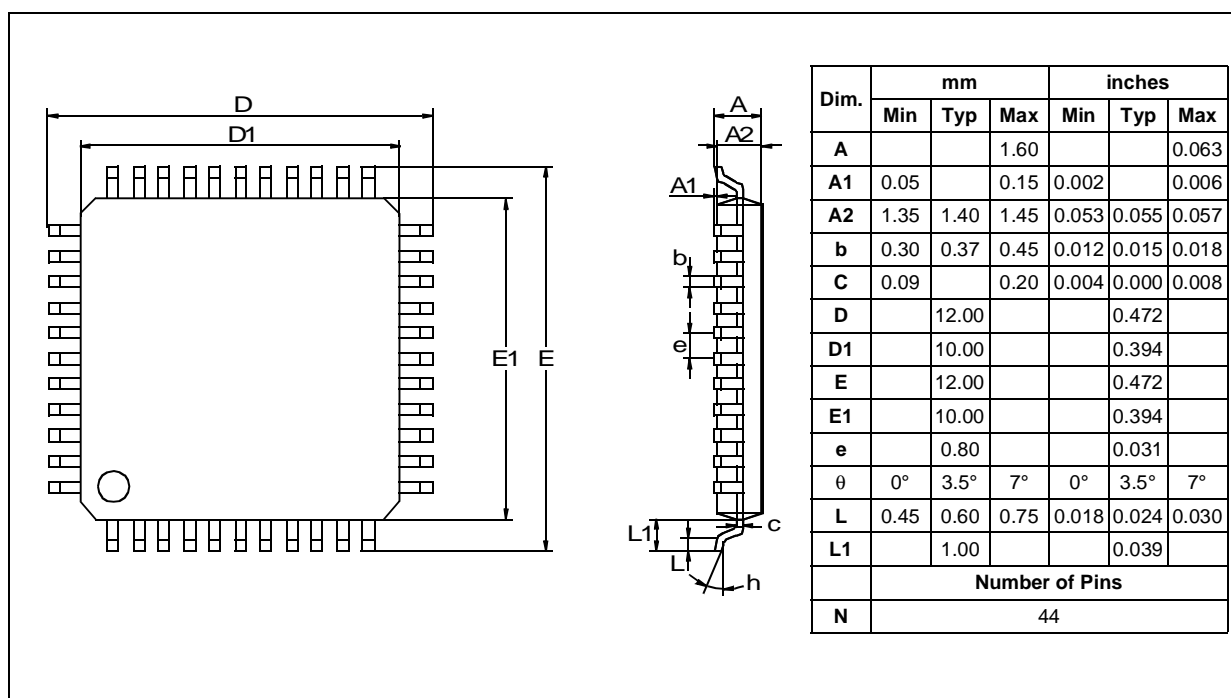 D
D1
E1
E
A
A2
A1
b
e
L1
L
c
h
Dim. mm inches
Min Typ Max Min Typ Max
A 1.60 0.063
A1 0.05 0.15 0.002 0.006
A2 1.35 1.40 1.45 0.053 0.055 0.057
b 0.30 0.37 0.45 0.012 0.015 0.018
C 0.09 0.20 0.004 0.000 0.008
D 12.00 0.472
D1 10.00 0.394
E 12.00 0.472
E1 10.00 0.394
e 0.80 0.031
θ 0° 3.5° 7° 0° 3.5° 7°
L 0.45 0.60 0.75 0.018 0.024 0.030
L1 1.00 0.039
Number of Pins
N 44